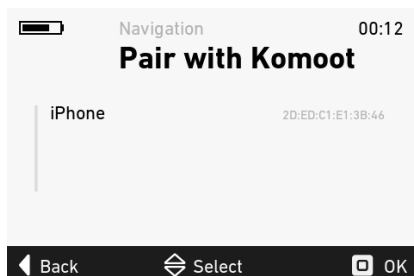 Navigation 00:12
Pair with Komoot
iPhone 2D:ED:C1:E1:3B:46
Back Select OK